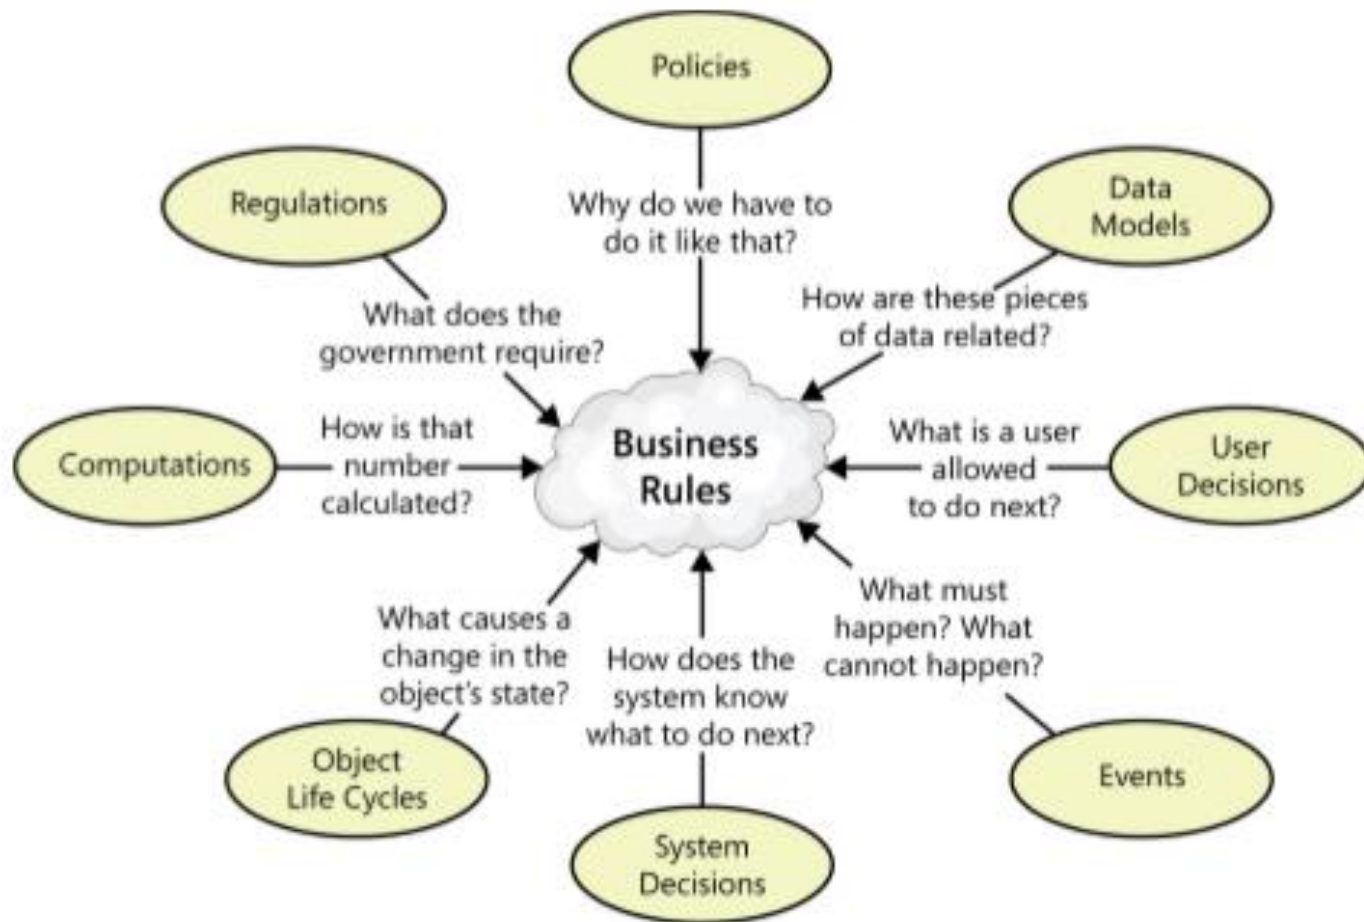 Policies
Why do we have to
do it like that?
Regulations
What does the
government require?
Data
Models
How are these pieces
of data related?
Computations
How is that
number
calculated?
Business
Rules
What is a user
allowed
to do next?
User
Decisions
What causes a
change in the
object's state?
Object
Life Cycles
How does the
system know
what to do next?
System
Decisions
What must
happen? What
cannot happen?
Events